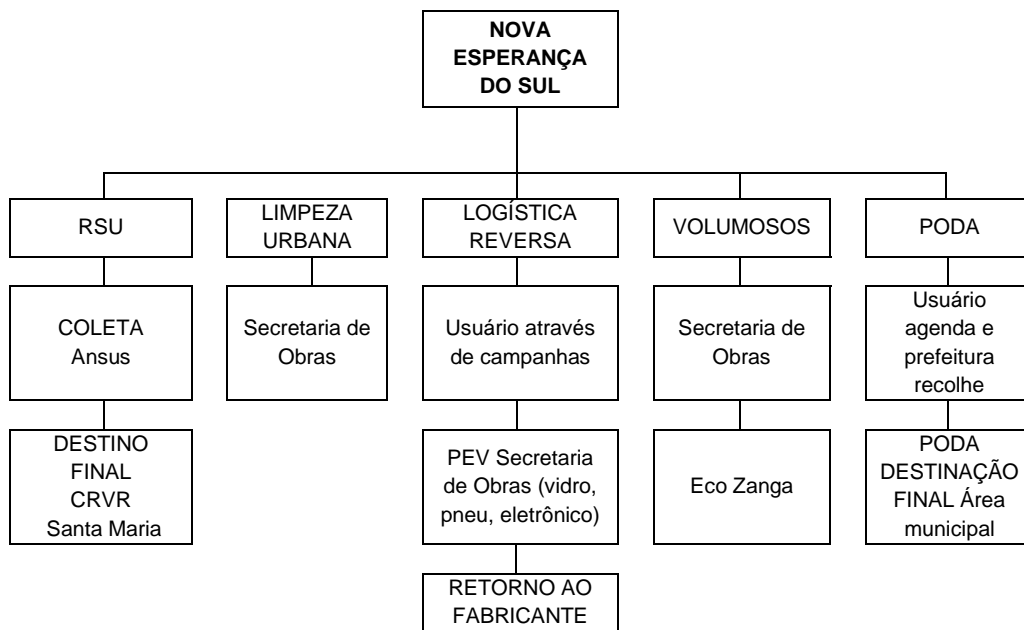 NOVA
ESPERANÇA
DO SUL
RSU
LIMPEZA
URBANA
LOGÍSTICA
REVERSA
VOLUMOSOS
PODA
COLETA
Ansus
Secretaria de
Obras
Usuário através
de campanhas
Secretaria de
Obras
Usuário
agenda e
prefeitura
recolhe
DESTINO
FINAL
CRVR
Santa Maria
PEV Secretaria
de Obras (vidro,
pneu, eletrônico)
Eco Zanga
PODA
DESTINAÇÃO
FINAL Área
municipal
RETORNO AO
FABRICANTE